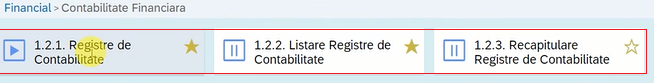 Financial > Contabilitate Financiara
1.2.1. Registre de
Contabilitate
1.2.2. Listare Registre de
Contabilitate
1.2.3. Recapitulare
Registre de Contabilitate